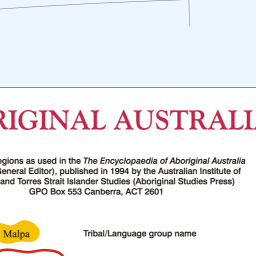 RIGINAL AUSTRALI
egions as used in the The Encyclopaedia of Aboriginal Australia
General Editor), published in 1994 by the Australian Institute of
and Torres Strait Islander Studies (Aboriginal Studies Press)
GPO Box 553 Canberra, ACT 2601
Malpa
Tribal/Language group name